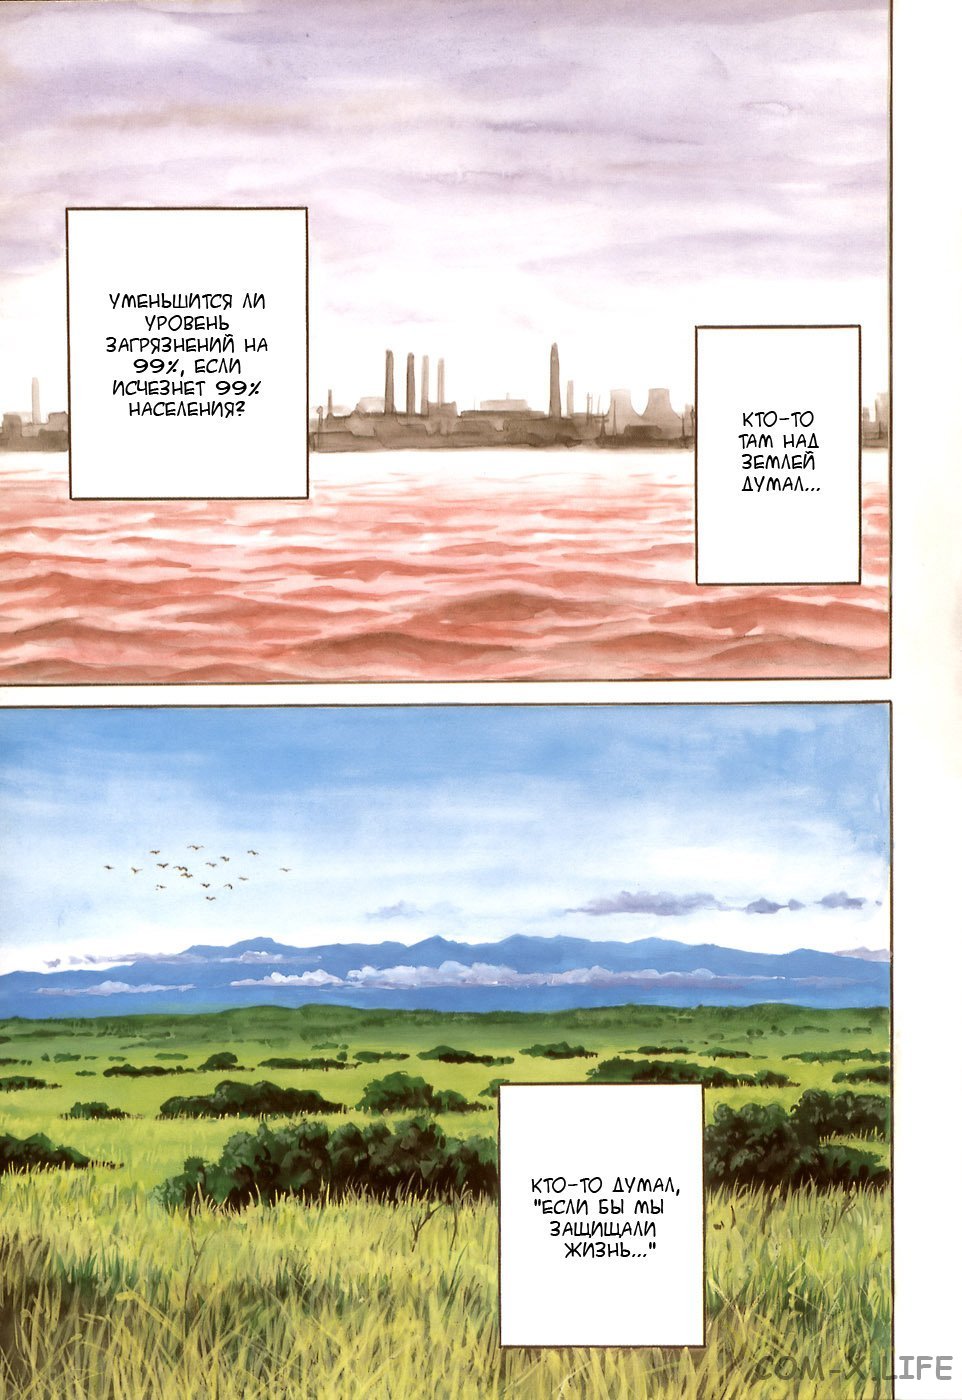 КТО-ТО
ТАМ НАД
ЗЕМЛЕЙ
ДУМАЛ...
УМЕНЬШИТСЯ ЛИ
УРОВЕНЬ
ЗАГРЯЗНЕНИЙ НА
99%, ЕСЛИ
ИСЧЕЗНЕТ 99%
НАСЕЛЕНИЯ?
КТО-ТО ДУМАЛ,
"ЕСЛИ БЫ МЫ
ЗАЩИЩАЛИ
ЖИЗНЬ..."
COM-X.LIFE